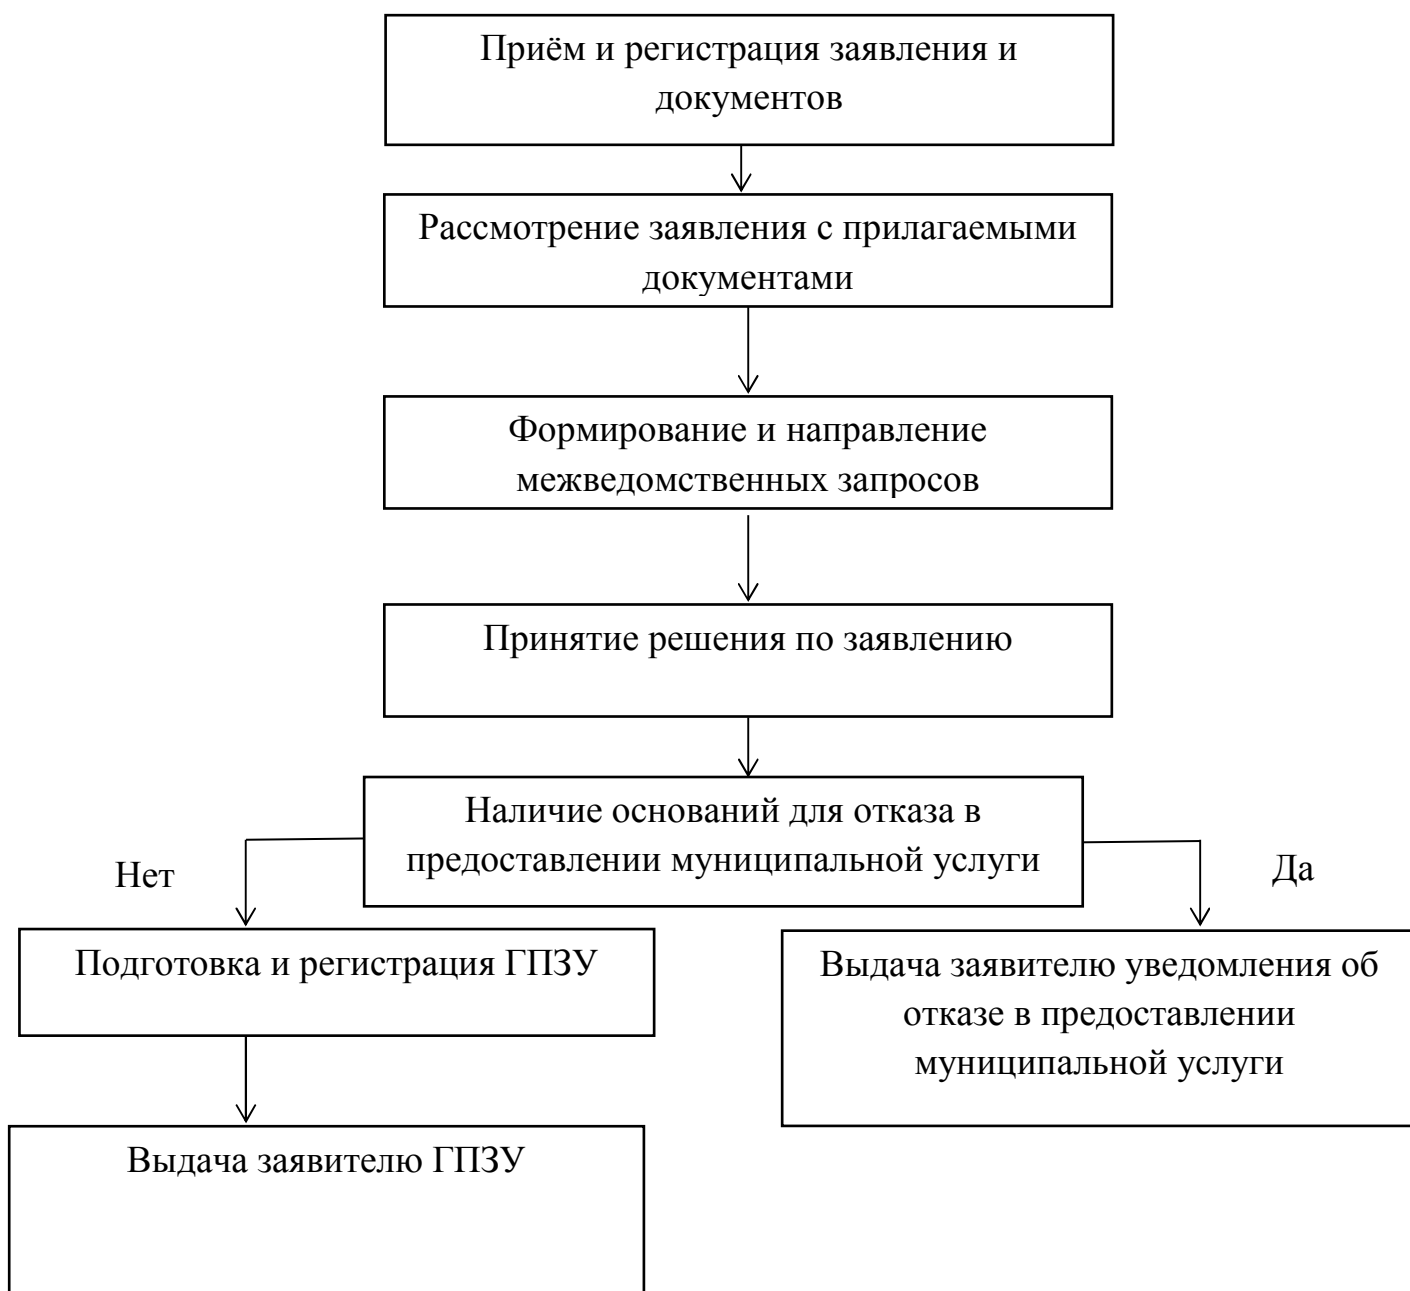 Приём и регистрация заявления и
документов
Рассмотрение заявления с прилагаемыми
документами
Формирование и направление
межведомственных запросов
Принятие решения по заявлению
Наличие оснований для отказа в
предоставлении муниципальной услуги
Нет
Да
Подготовка и регистрация ГПЗУ
Выдача заявителю уведомления об
отказе в предоставлении
муниципальной услуги
Выдача заявителю ГПЗУ